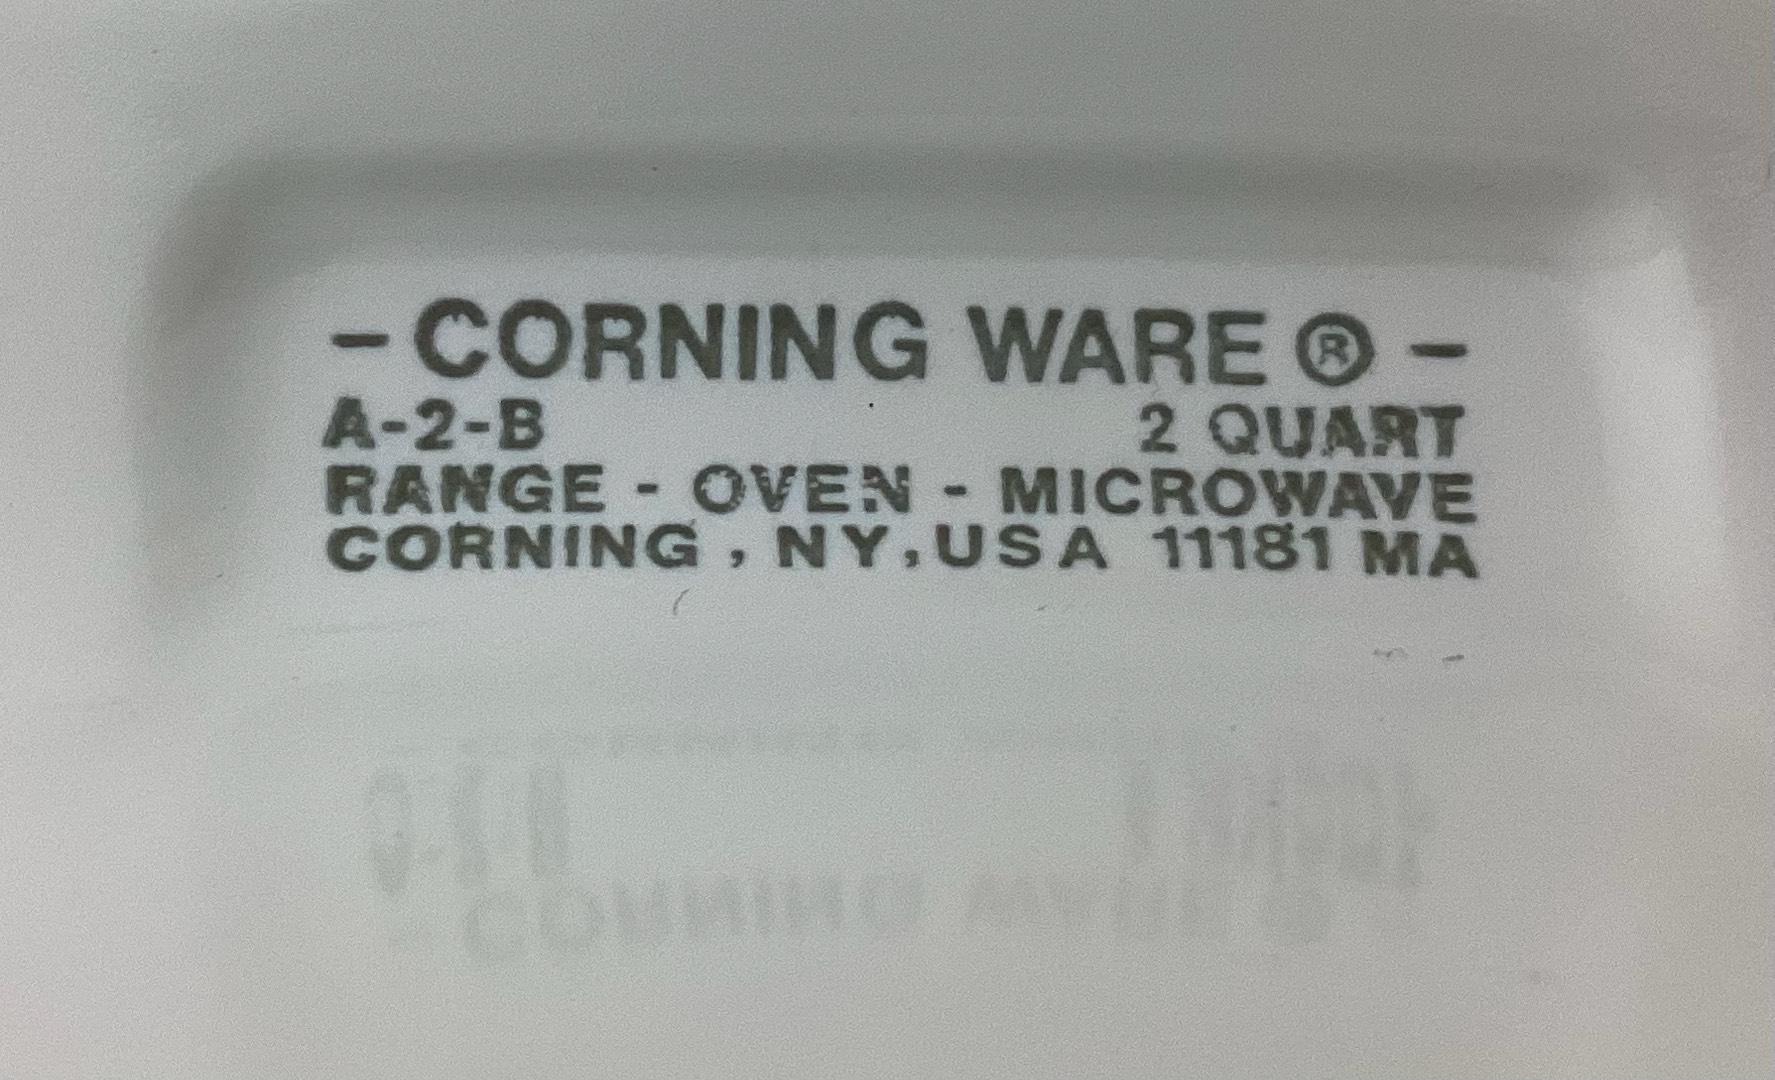 - CORNING WARE ® -
A-2-B 2 QUART
RANGE - OVEN - MICROWAVE
CORNING , NY, USA 11181 MA